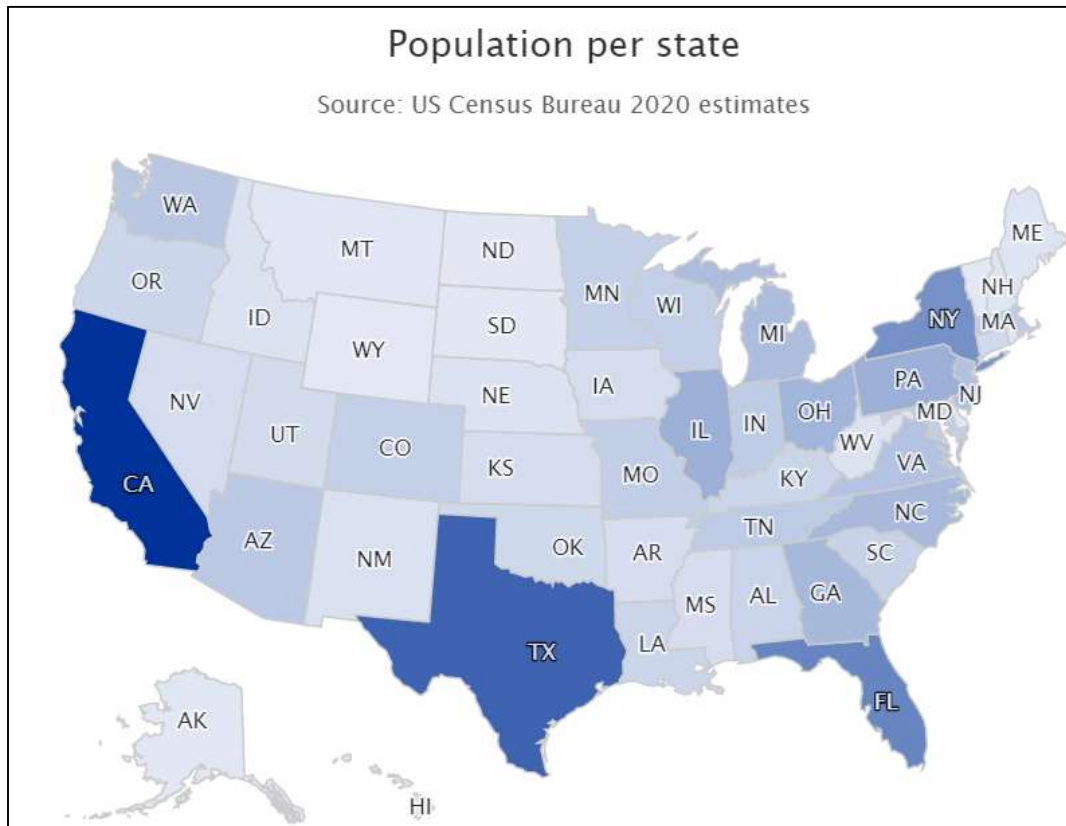 Population per state
Source: US Census Bureau 2020 estimates
WA
ME
MT
ND
OR
MN
NH
ID
SD
WI
NY
MA
MI
WY
IA
PA
NE
NJ
NV
OH
MD
UT
IL
IN
CO
WV
KS
VA
MO
KY
CA
NC
TN
AZ
OK
AR
SC
NM
GA
AL
MS
LA
TX
FL
AK
HI